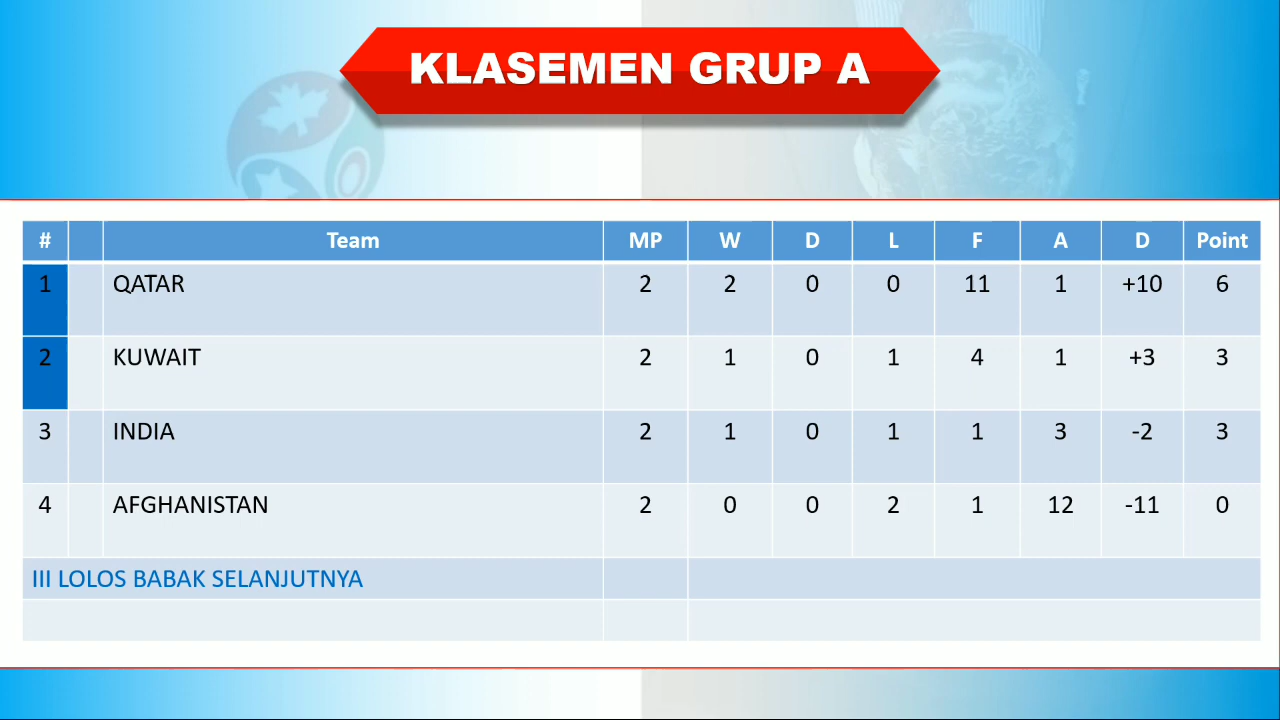 KLASEMEN GRUP A
# Team MP W D L F A D Point
1 QATAR 2 2 0 0 11 1 +10 6
2 KUWAIT 2 1 0 1 4 1 +3 3
3 INDIA 2 1 0 1 1 3 -2 3
4 AFGHANISTAN 2 0 0 2 1 12 -11 0
III LOLOS BABAK SELANJUTNYA